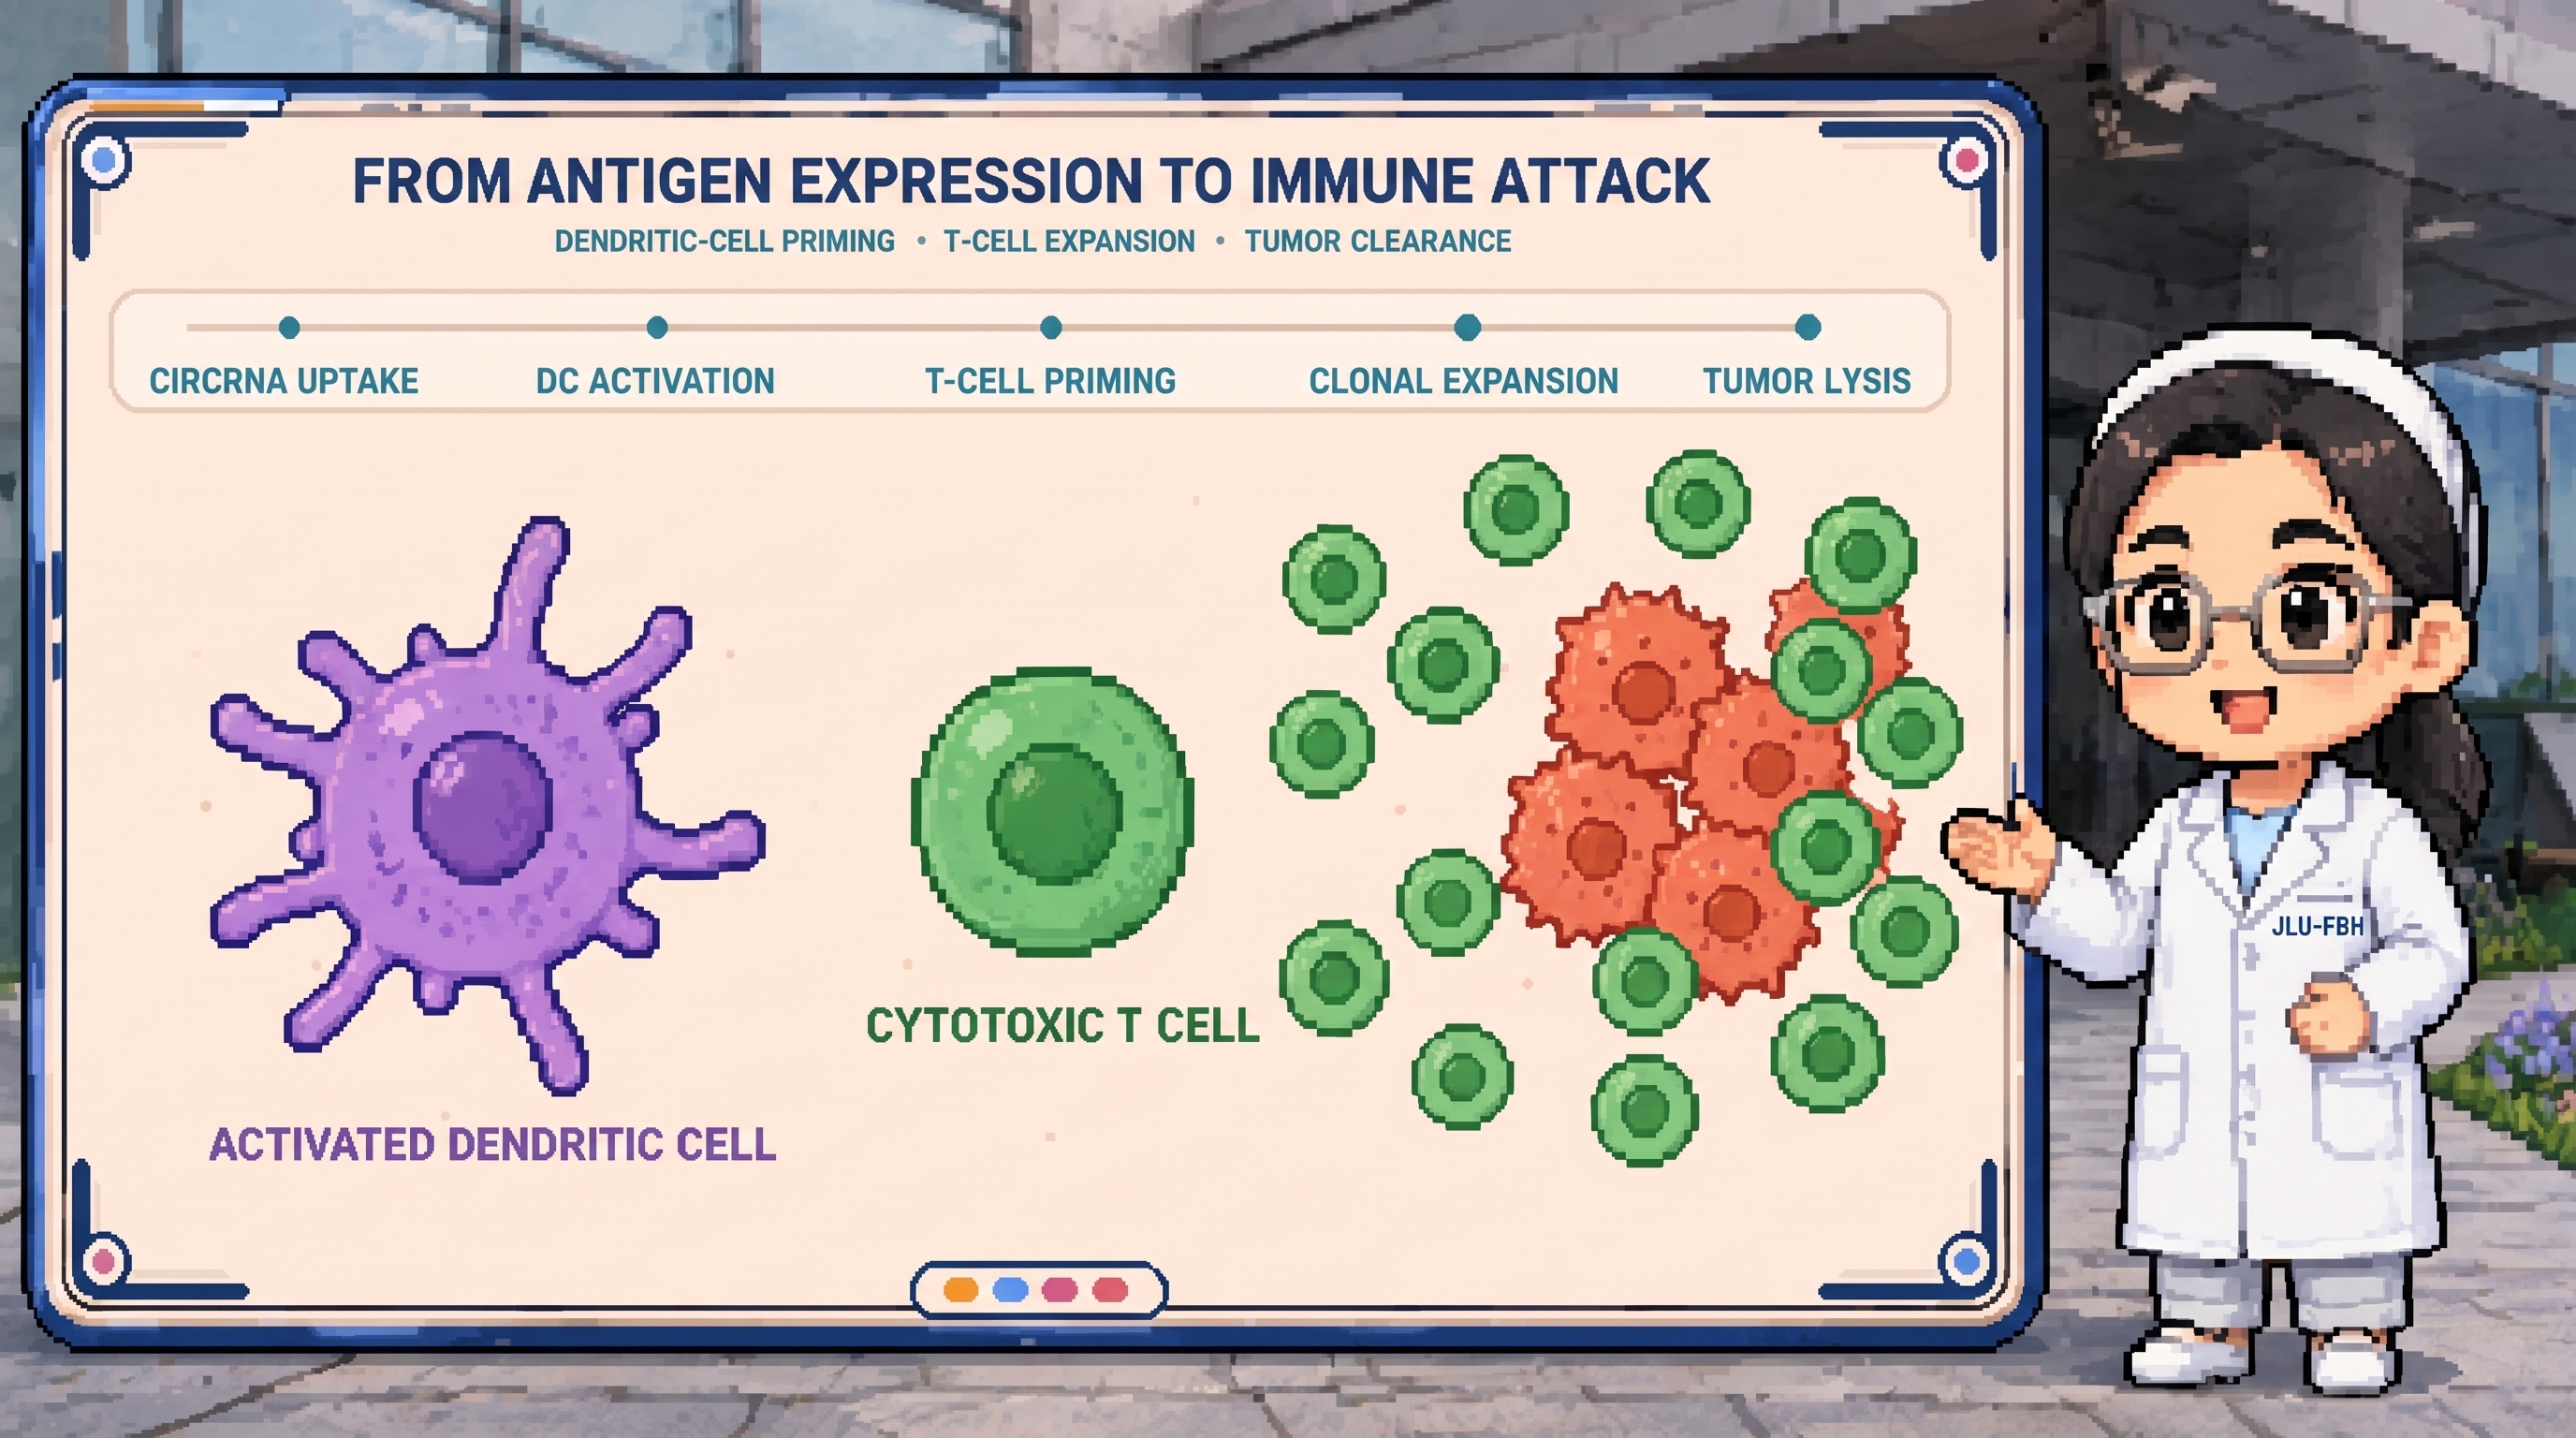 FROM ANTIGEN EXPRESSION TO IMMUNE ATTACK
DENDRITIC-CELL PRIMING • T-CELL EXPANSION • TUMOR CLEARANCE
CIRCRNA UPTAKE
DC ACTIVATION
T-CELL PRIMING
CLONAL EXPANSION
TUMOR LYSIS
ACTIVATED DENDRITIC CELL
CYTOTOXIC T CELL
JLU-FBH